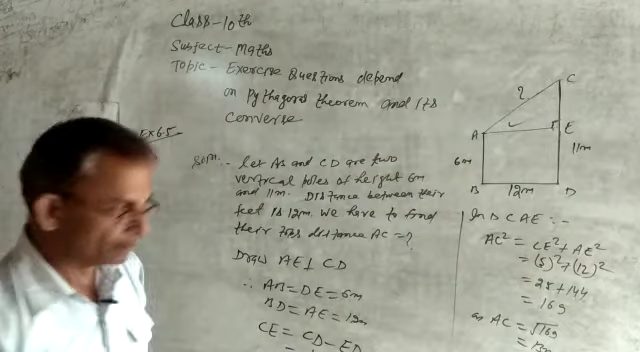 Class-10th
Subject-Maths
Topic- Exercise Questions depend
on Pythagoras theorem and its
Converse
EX 6.5
Som.. Let AB and CD are two
vertical poles of height 6m
and 11m. Distance between their
feet is 12m. we have to find
their tops distance AC=?
Draw AE⊥CD
∴ AB=DE=6m
BD=AE=12m
CE=CD-ED
?
C
A
E
6m
11m
B
12m
D
In D CAE :-
AC² = CE²+AE²
= (5)²+(12)²
= 25+144
= 169
AC=√169
= 13m